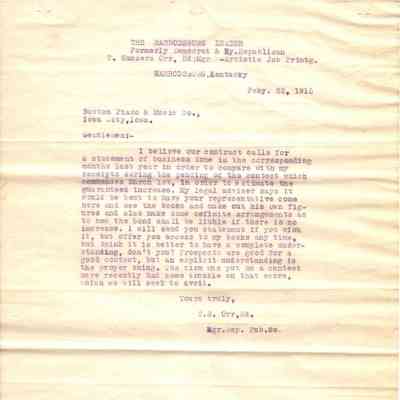 THE HARRODSBURG LEADER
Formerly Democrat & Ky.Republican
T. Sanders Orr, Ed;Mgr -Artistic Job Printg.
HARRODSBURG,Kentucky
Feby. 22, 1915
Buxton Piano & Music Co.,
Iowa City,Iowa.
Gentlemen:-
I believe our contract calls for
a statement of business done in the corresponding
months last year in order to compare with my
receipts during the pending of the contest which
commences March 1st, in order to estimate the
guaranteed increase. My legal adviser says it
would be best to have your representative come
here and see the books and make out his own fig-
ures and also make some definite arrangements as
to how the bond shall be liable if there is no
increase. I will send you statement if you wish
it, but offer you access to my books any time,
but think it is better to have a complete under-
standing, don't you? Prospects are good for a
good contest, but an explicit understanding is
the proper thing. The firm who put on a contest
here recently had some trouble on that score,
which we will seek to avoid.
Yours truly,
T.S. Orr,Ed.
Mgr.Rep. Pub.Co.